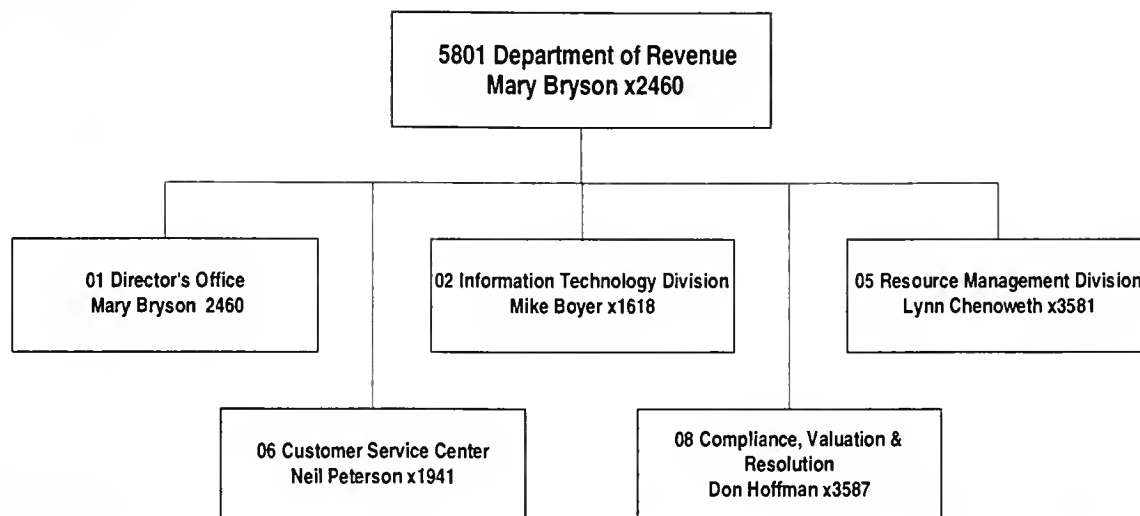 5801 Department of Revenue
Mary Bryson x2460
01 Director's Office
Mary Bryson 2460
02 Information Technology Division
Mike Boyer x1618
05 Resource Management Division
Lynn Chenoweth x3581
06 Customer Service Center
Neil Peterson x1941
08 Compliance, Valuation &
Resolution
Don Hoffman x3587